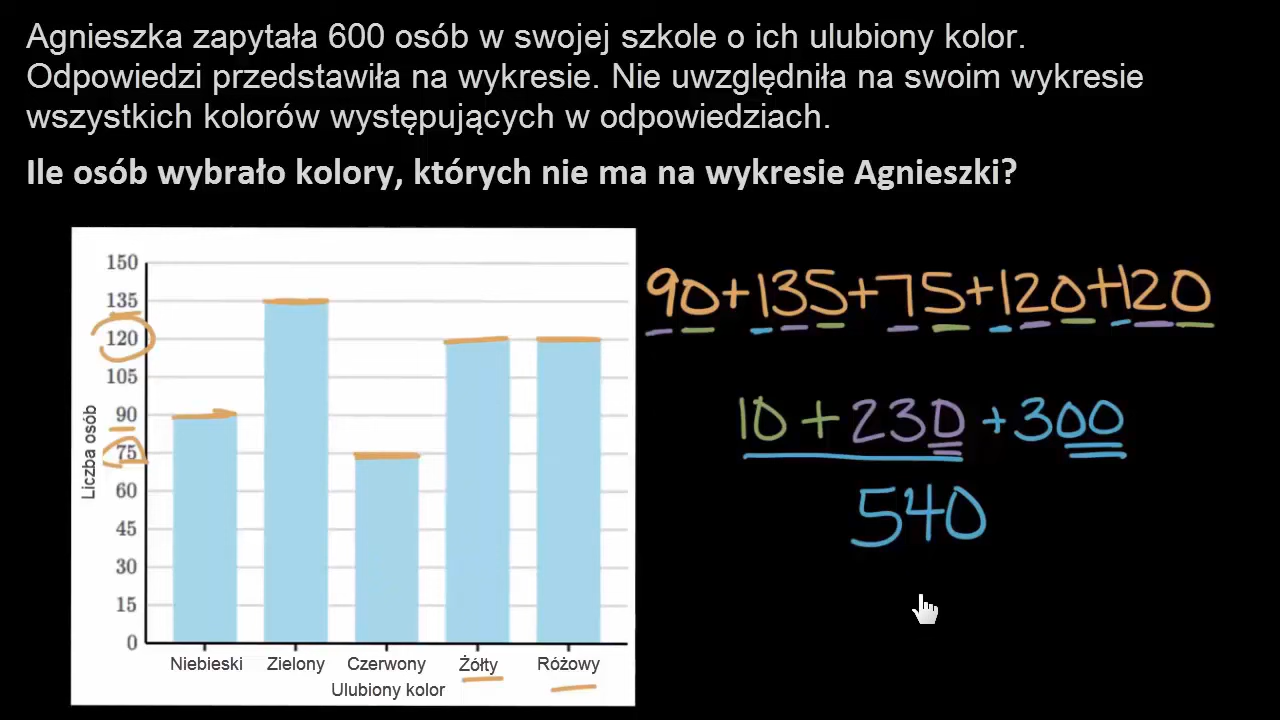 Agnieszka zapytała 600 osób w swojej szkole o ich ulubiony kolor.
Odpowiedzi przedstawiła na wykresie. Nie uwzględniła na swoim wykresie
wszystkich kolorów występujących w odpowiedziach.
Ile osób wybrało kolory, których nie ma na wykresie Agnieszki?
150
135
120
105
90
75
60
45
30
15
0
Liczba osób
Niebieski Zielony Czerwony Żółty Różowy
Ulubiony kolor
90+135+75+120+120
10 + 230 + 300
540